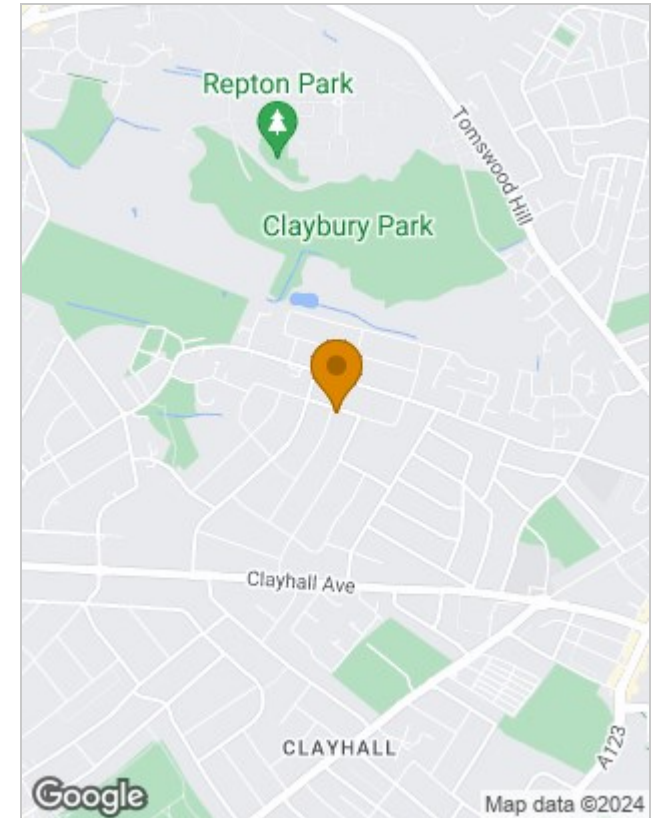 Repton Park
Tomswood Hill
Claybury Park
Clayhall Ave
CLAYHALL
A123
Google
Map data ©2024